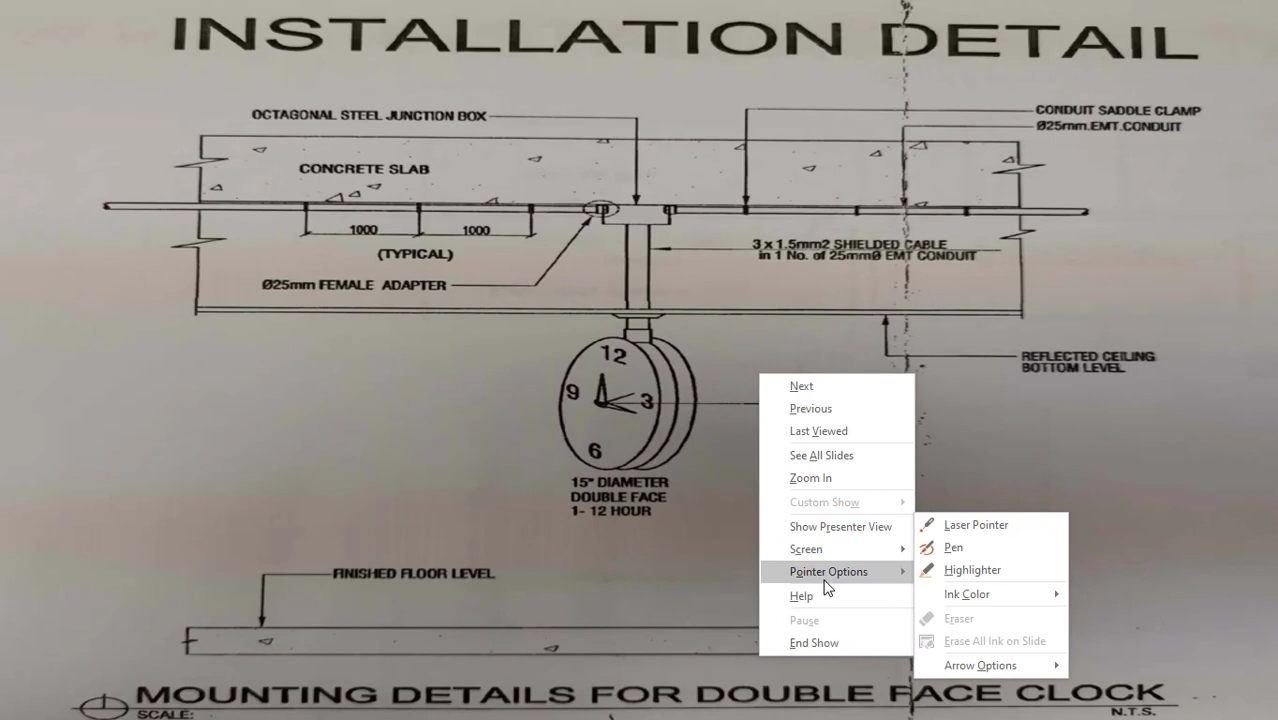 INSTALLATION DETAIL
OCTAGONAL STEEL JUNCTION BOX
CONDUIT SADDLE CLAMP
Ø25mm.EMT.CONDUIT
CONCRETE SLAB
1000
1000
(TYPICAL)
3 x 1.5mm2 SHIELDED CABLE
in 1 No. of 25mmØ EMT CONDUIT
Ø25mm FEMALE ADAPTER
REFLECTED CEILING
BOTTOM LEVEL
12
9
3
6
15" DIAMETER
DOUBLE FACE
1- 12 HOUR
Next
Previous
Last Viewed
See All Slides
Zoom In
Custom Show
Show Presenter View
Screen
Pointer Options
Help
Pause
End Show
Laser Pointer
Pen
Highlighter
Ink Color
Eraser
Erase All Ink on Slide
Arrow Options
FINISHED FLOOR LEVEL
MOUNTING DETAILS FOR DOUBLE FACE CLOCK
SCALE:
N.T.S.